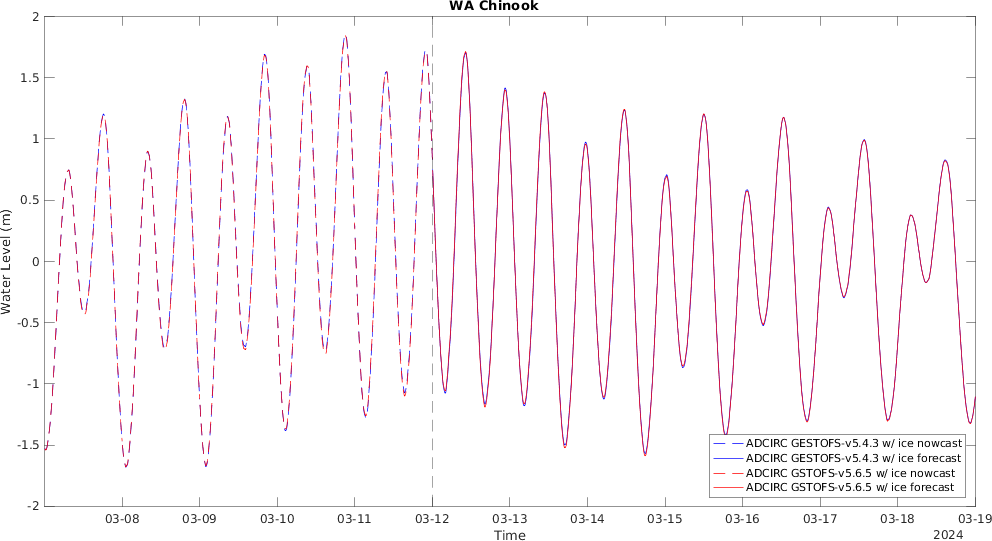 WA Chinook
2
1.5
1
0.5
0
-0.5
-1
-1.5
-2
Water Level (m)
03-08 03-09 03-10 03-11 03-12 03-13 03-14 03-15 03-16 03-17 03-18 03-19
Time
2024
ADCIRC GESTOFS-v5.4.3 w/ ice nowcast
ADCIRC GESTOFS-v5.4.3 w/ ice forecast
ADCIRC GSTOFS-v5.6.5 w/ ice nowcast
ADCIRC GSTOFS-v5.6.5 w/ ice forecast